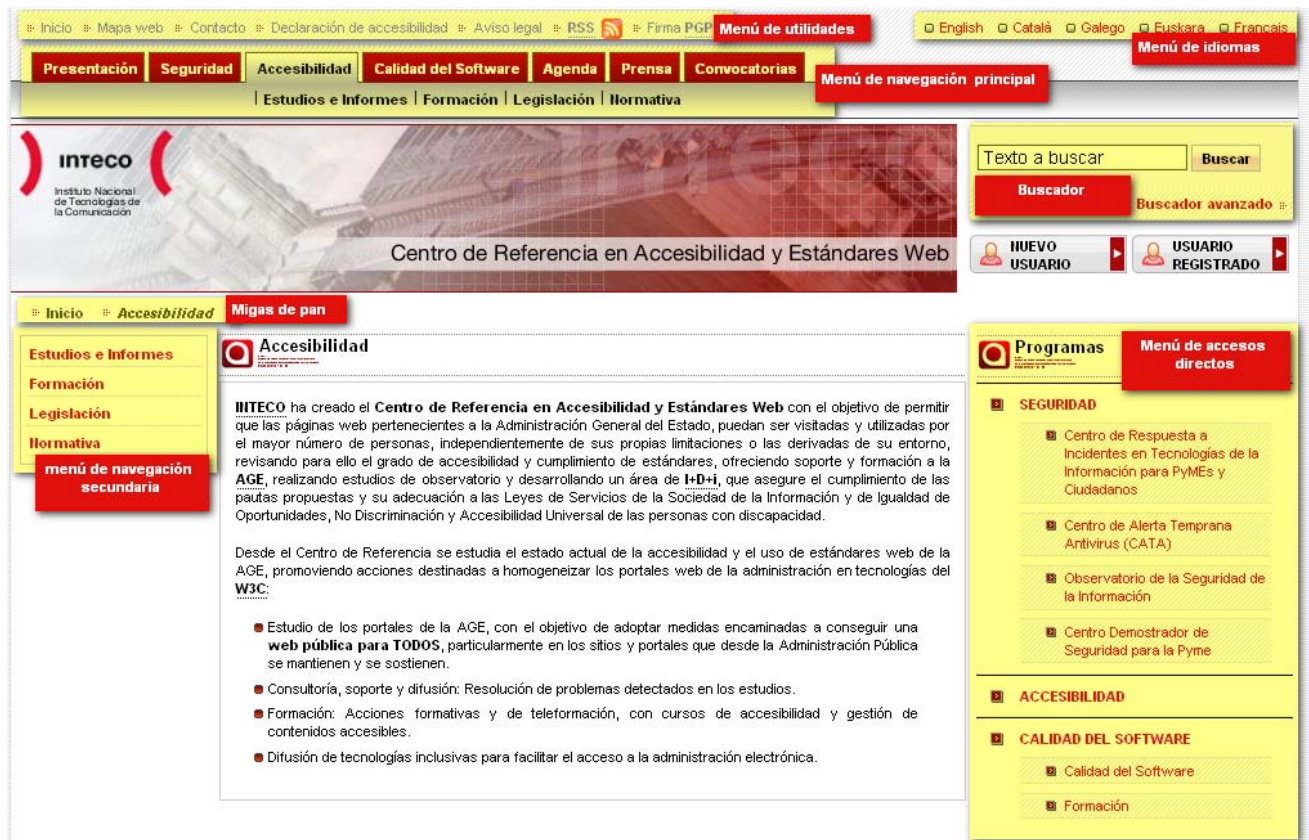 Inicio Mapa web Contacto Declaración de accesibilidad Aviso legal RSS Firma PGP Menú de utilidades
English Català Galego Euskara Français
Menú de idiomas
Presentación Seguridad Accesibilidad Calidad del Software Agenda Prensa Convocatorias
Menú de navegación principal
Estudios e Informes | Formación | Legislación | Normativa
INTECO
Instituto Nacional
de Tecnologías de
la Comunicación
Centro de Referencia en Accesibilidad y Estándares Web
Texto a buscar Buscar
Buscador
Buscador avanzado
NUEVO
USUARIO
USUARIO
REGISTRADO
Inicio Accesibilidad Migas de pan
Estudios e Informes
Formación
Legislación
Normativa
menú de navegación
secundaria
Accesibilidad
INTECO ha creado el Centro de Referencia en Accesibilidad y Estándares Web con el objetivo de permitir
que las páginas web pertenecientes a la Administración General del Estado, puedan ser visitadas y utilizadas por
el mayor número de personas, independientemente de sus propias limitaciones o las derivadas de su entorno,
revisando para ello el grado de accesibilidad y cumplimiento de estándares, ofreciendo soporte y formación a la
AGE, realizando estudios de observatorio y desarrollando un área de I+D+i, que asegure el cumplimiento de las
pautas propuestas y su adecuación a las Leyes de Servicios de la Sociedad de la Información y de Igualdad de
Oportunidades, No Discriminación y Accesibilidad Universal de las personas con discapacidad.
Desde el Centro de Referencia se estudia el estado actual de la accesibilidad y el uso de estándares web de la
AGE, promoviendo acciones destinadas a homogeneizar los portales web de la administración en tecnologías del
W3C:
Estudio de los portales de la AGE, con el objetivo de adoptar medidas encaminadas a conseguir una
web pública para TODOS, particularmente en los sitios y portales que desde la Administración Pública
se mantienen y se sostienen.
Consultoría, soporte y difusión: Resolución de problemas detectados en los estudios.
Formación: Acciones formativas y de teleformación, con cursos de accesibilidad y gestión de
contenidos accesibles.
Difusión de tecnologías inclusivas para facilitar el acceso a la administración electrónica.
Programas
Menú de accesos
directos
SEGURIDAD
Centro de Respuesta a
Incidentes en Tecnologías de la
Información para PyMEs y
Ciudadanos
Centro de Alerta Temprana
Antivirus (CATA)
Observatorio de la Seguridad de
la Información
Centro Demostrador de
Seguridad para la Pyme
ACCESIBILIDAD
CALIDAD DEL SOFTWARE
Calidad del Software
Formación